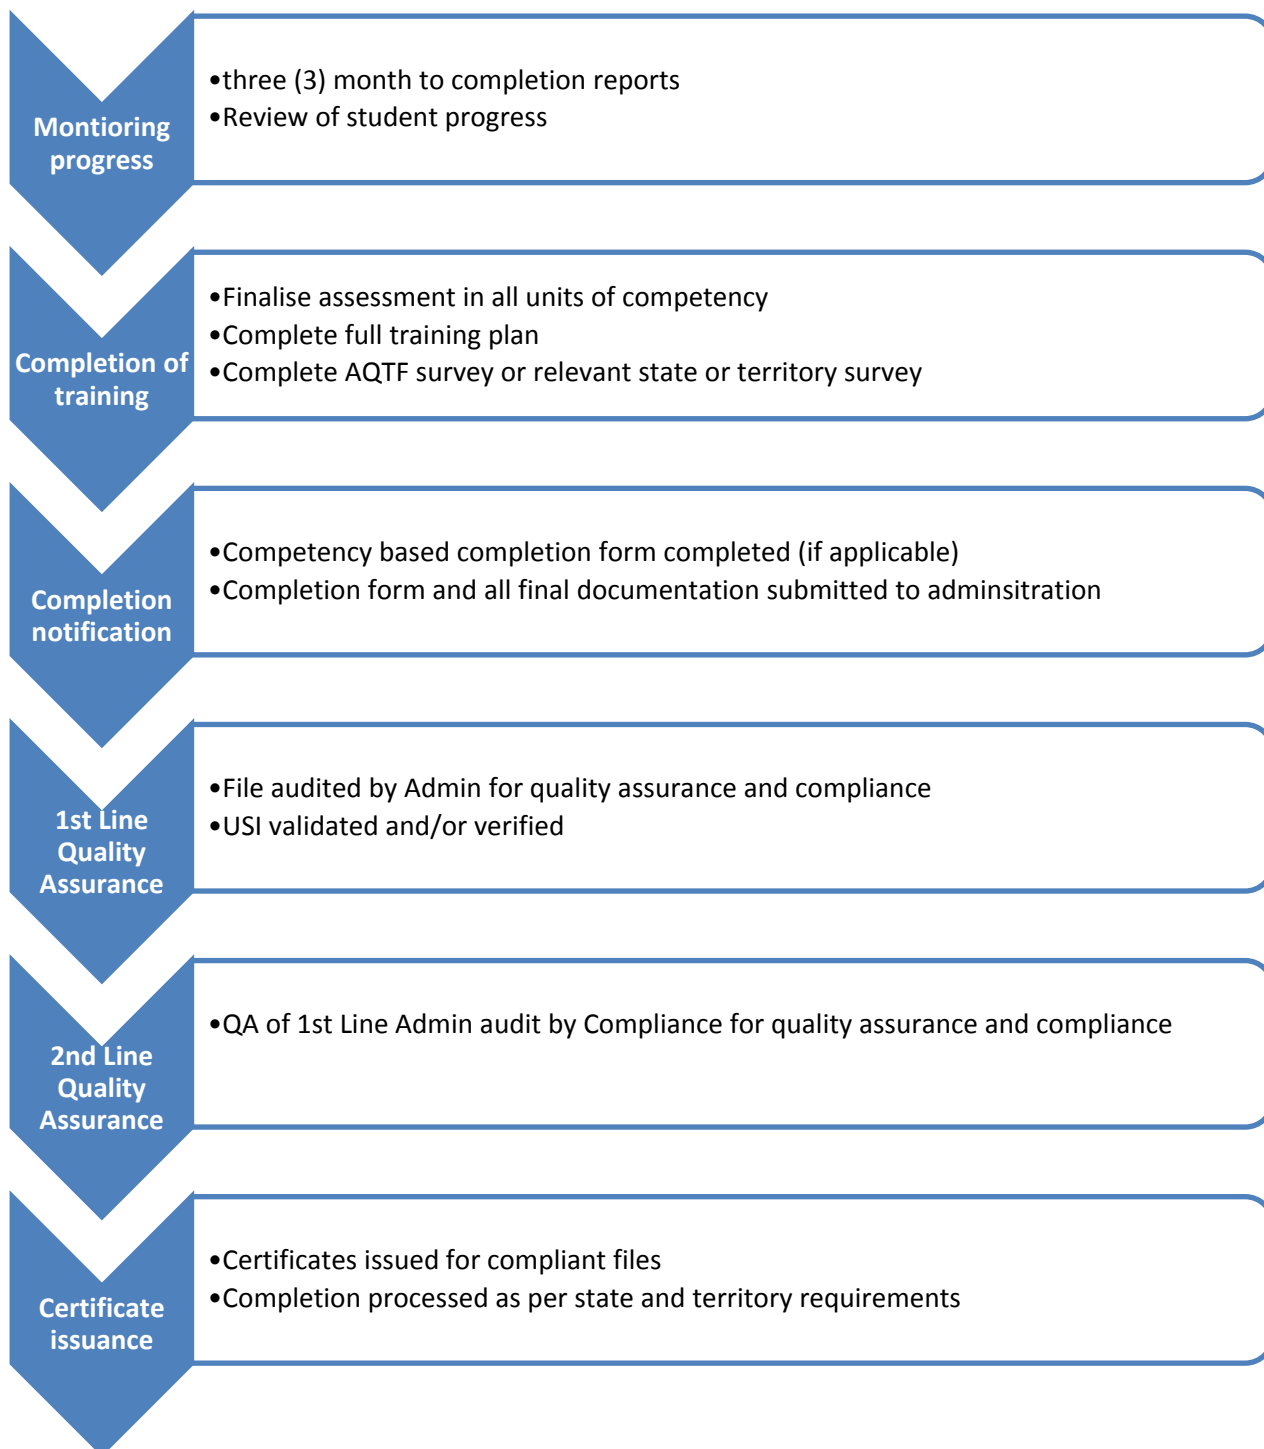 Montioring
progress
•three (3) month to completion reports
•Review of student progress
Completion of
training
•Finalise assessment in all units of competency
•Complete full training plan
•Complete AQTF survey or relevant state or territory survey
Completion
notification
•Competency based completion form completed (if applicable)
•Completion form and all final documentation submitted to adminsitration
1st Line
Quality
Assurance
•File audited by Admin for quality assurance and compliance
•USI validated and/or verified
2nd Line
Quality
Assurance
•QA of 1st Line Admin audit by Compliance for quality assurance and compliance
Certificate
issuance
•Certificates issued for compliant files
•Completion processed as per state and territory requirements